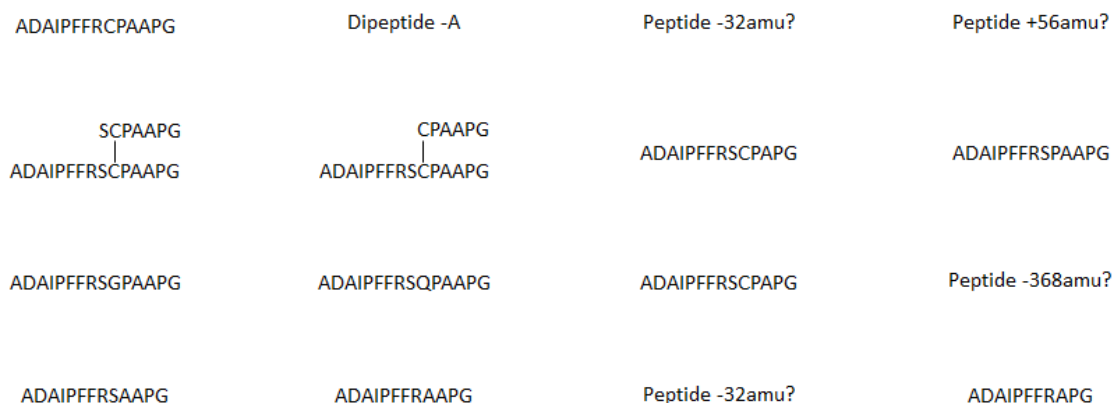 ADAIPFFRCPAAPG Dipeptide -A Peptide -32amu? Peptide +56amu?
SCPAAPG CPAAPG
ADAIPFFRSCPAAPG ADAIPFFRSCPAAPG ADAIPFFRSCPAPG ADAIPFFRSPAAPG
ADAIPFFRSGPAAPG ADAIPFFRSQPAAPG ADAIPFFRSCPAPG Peptide -368amu?
ADAIPFFRSAAPG ADAIPFFRAAPG Peptide -32amu? ADAIPFFRAPG